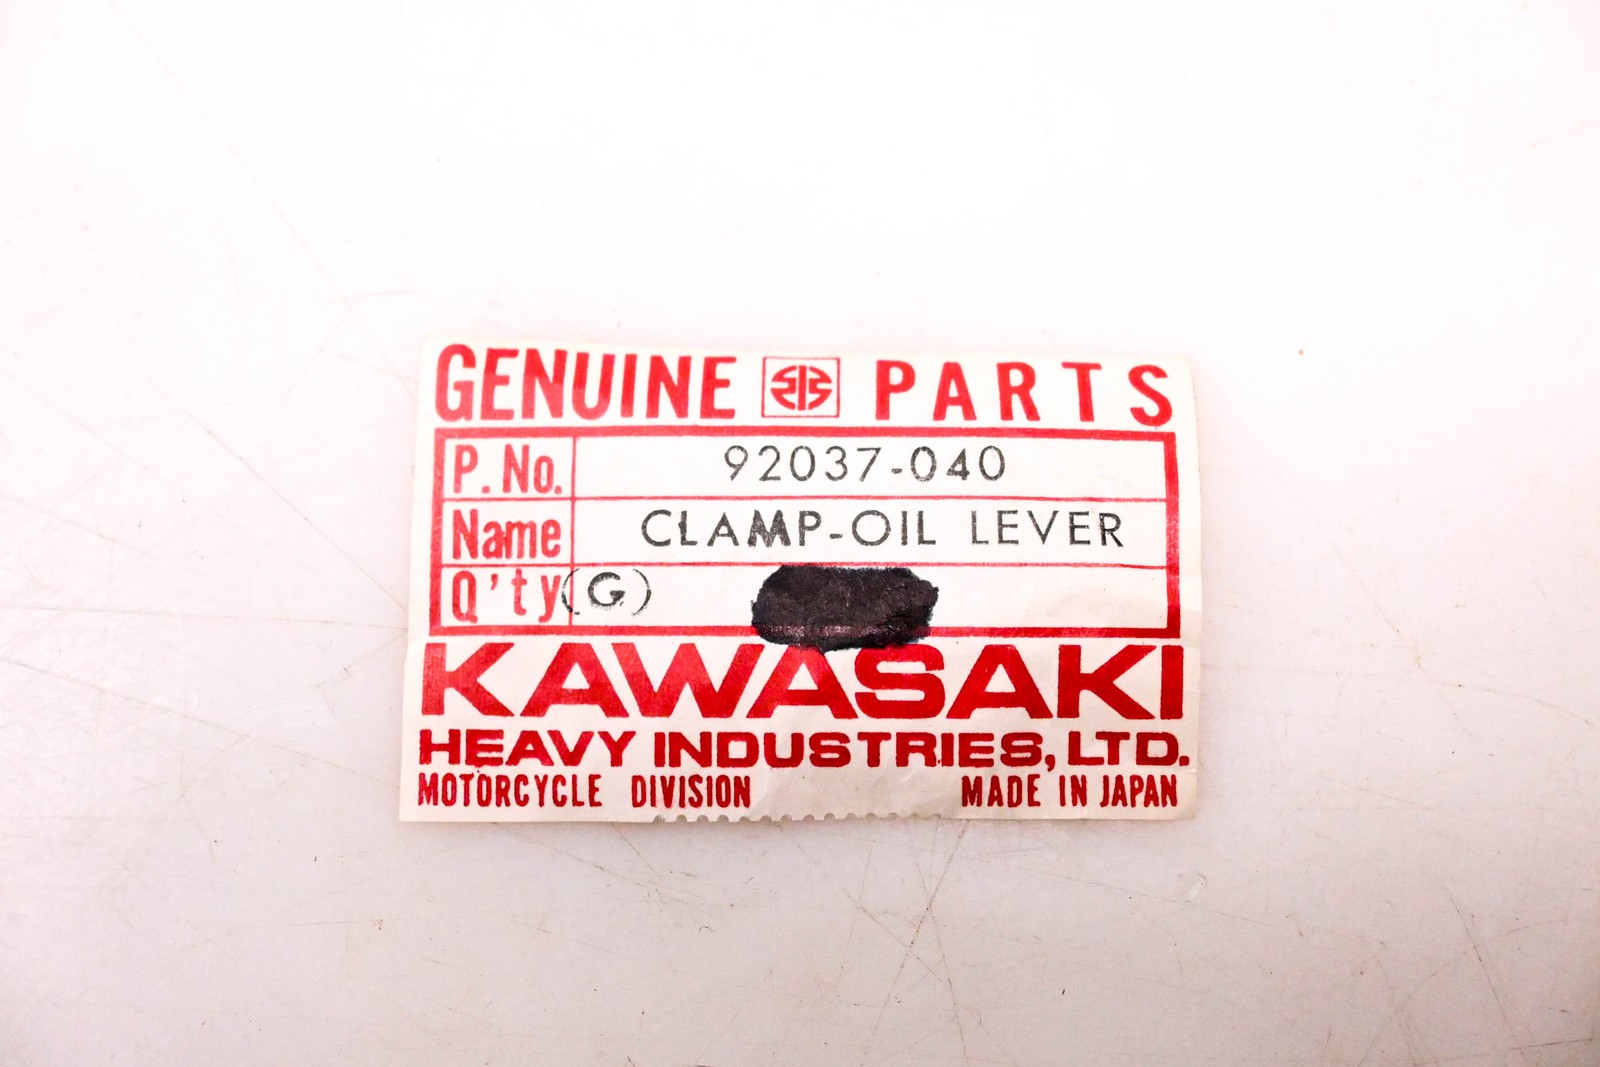 GENUINE PARTS
P. No. 92037-040
Name CLAMP-OIL LEVER
Q'ty (G)
KAWASAKI
HEAVY INDUSTRIES, LTD.
MOTORCYCLE DIVISION MADE IN JAPAN